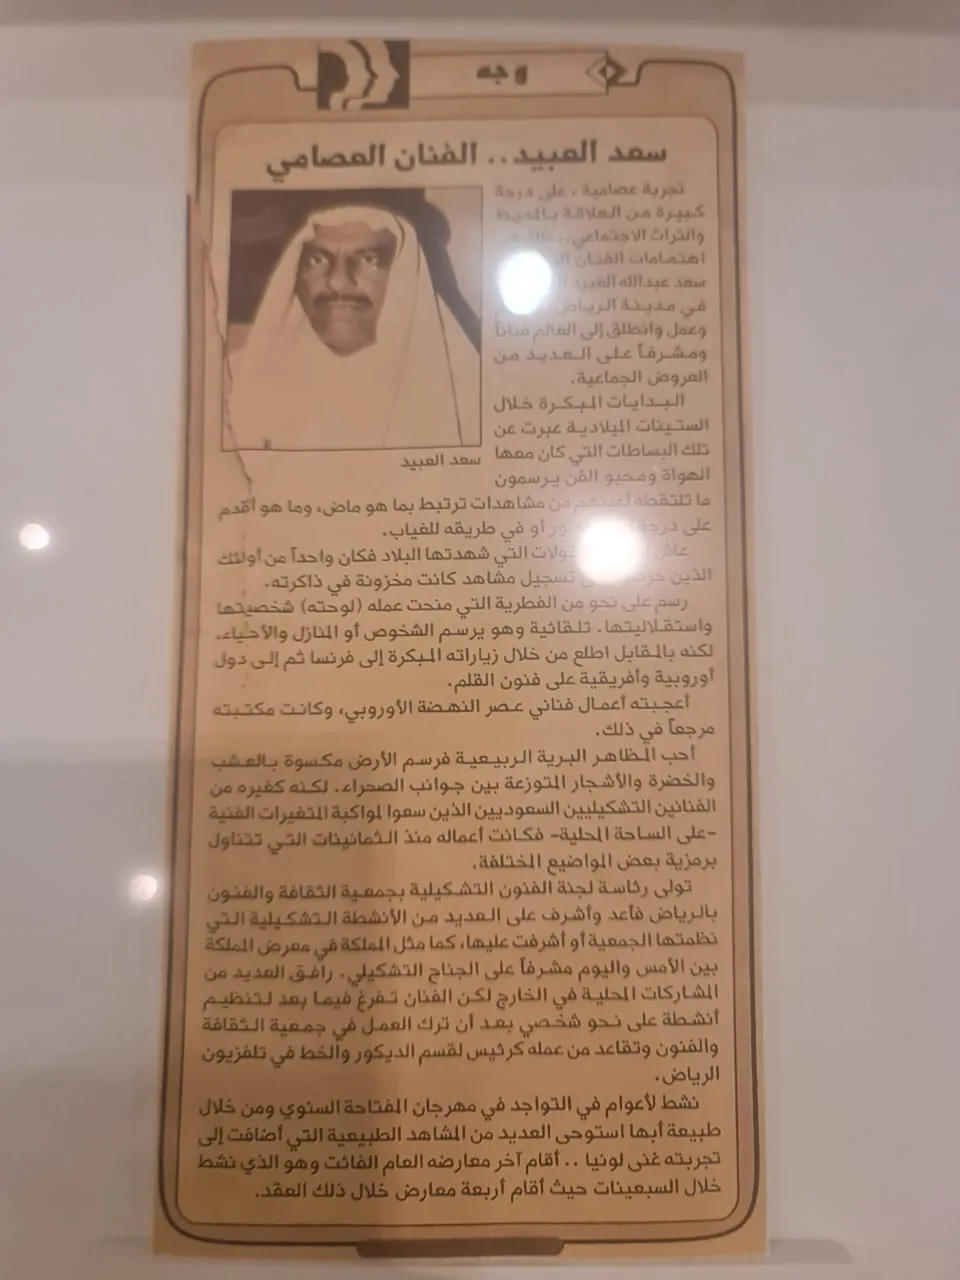 وجه
سعد العبيد.. الفنان العصامي
تجربة عصامية، على درجة
كبيرة من العلاقة بالمحيط
والتراث الاجتماعي..
اهتمامات الفنان
سعد عبدالله العبيد
في مدينة الرياض
وعمل وانطلق إلى العالم فناناً
ومشرفاً على العديد من
العروض الجماعية.
البدايات المبكرة خلال
الستينات الميلادية عبرت عن
تلك البساطات التي كان معها
الهواة ومحبو الفن يرسمون
سعد العبيد
ما تلتقطه أعينهم من مشاهدات ترتبط بما هو ماض، وما هو أقدم
على درجة أو في طريقه للغياب.
عاش التي شهدتها البلاد فكان واحداً من أولئك
الذين تسجيل مشاهد كانت مخزونة في ذاكرته.
رسم على نحو من الفطرية التي منحت عمله (لوحته) شخصيتها
واستقلاليتها. تلقائية وهو يرسم الشخوص أو المنازل والأحياء،
لكنه بالمقابل اطلع من خلال زياراته المبكرة إلى فرنسا ثم إلى دول
أوروبية وأفريقية على فنون القلم.
أعجبته أعمال فناني عصر النهضة الأوروبي، وكانت مكتبته
مرجعاً في ذلك.
أحب المظاهر البرية الربيعية فرسم الأرض مكسوة بالعشب
والخضرة والأشجار المتوزعة بين جوانب الصحراء. لكنه كغيره من
الفنانين التشكيليين السعوديين الذين سعوا لمواكبة المتغيرات الفنية
-على الساحة المحلية- فكانت أعماله منذ الثمانينات التي تتناول
برمزية بعض المواضيع المختلفة.
تولى رئاسة لجنة الفنون التشكيلية بجمعية الثقافة والفنون
بالرياض فأعد وأشرف على العديد من الأنشطة التشكيلية التي
نظمتها الجمعية أو أشرفت عليها، كما مثل المملكة في معرض المملكة
بين الأمس واليوم مشرفاً على الجناح التشكيلي. رافق العديد من
المشاركات المحلية في الخارج لكن الفنان تفرغ فيما بعد لتنظيم
أنشطة على نحو شخصي بعد أن ترك العمل في جمعية الثقافة
والفنون وتقاعد من عمله كرئيس لقسم الديكور والخط في تلفزيون
الرياض.
نشط لأعوام في التواجد في مهرجان المفتاحة السنوي ومن خلال
طبيعة أبها استوحى العديد من المشاهد الطبيعية التي أضافت إلى
تجربته غنى لونيا .. أقام آخر معارضه العام الفائت وهو الذي نشط
خلال السبعينات حيث أقام أربعة معارض خلال ذلك العقد.